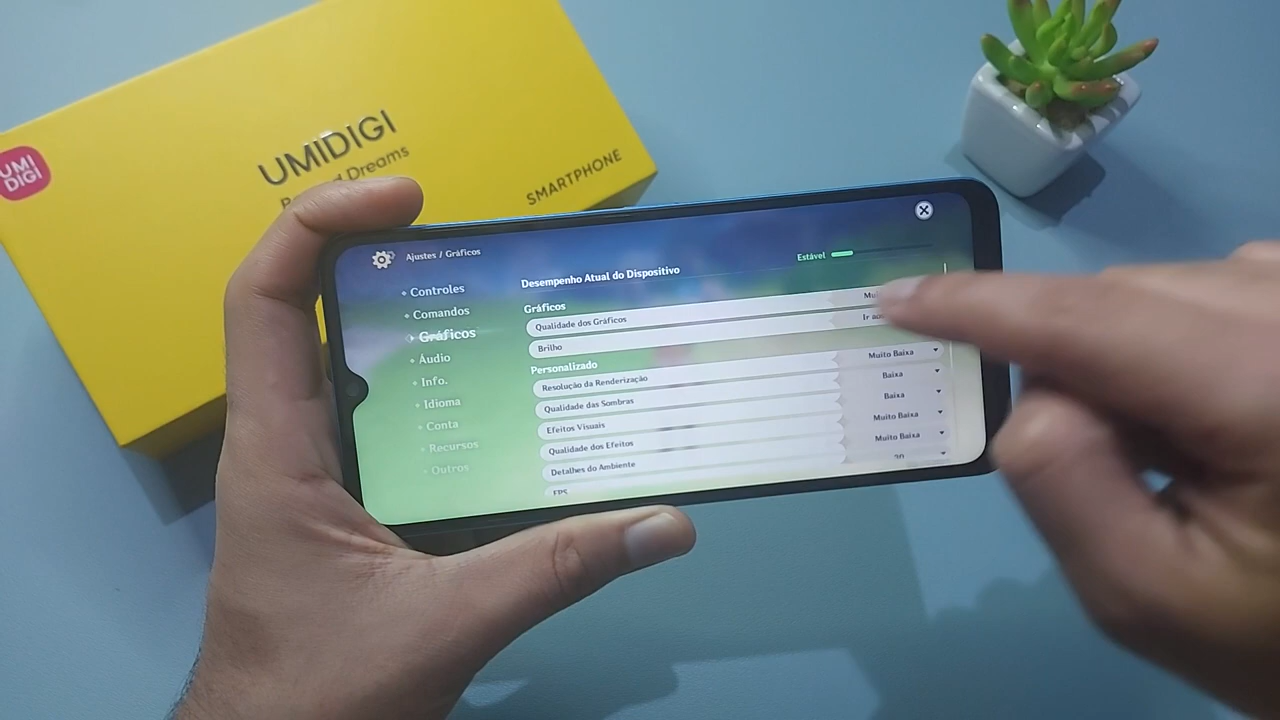 UMI
DIGI
UMIDIGI
Dreams
SMARTPHONE
Ajustes / Gráficos
Estável
Controles
Comandos
Gráficos
Áudio
Info.
Idioma
Conta
Recursos
Outros
Desempenho Atual do Dispositivo
Gráficos
Qualidade dos Gráficos
Brilho Ir
Personalizado
Resolução da Renderização Muito Baixa
Qualidade das Sombras Baixa
Efeitos Visuais Baixa
Qualidade dos Efeitos Muito Baixa
Detalhes do Ambiente Muito Baixa
FPS